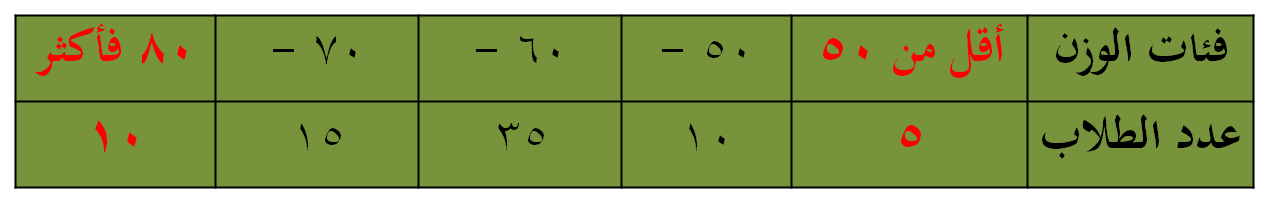 فئات الوزن أقل من ٥٠ ٥٠ – ٦٠ – ٧٠ – ٨٠ فأكثر
عدد الطلاب ٥ ١٠ ٣٥ ١٥ ١٠